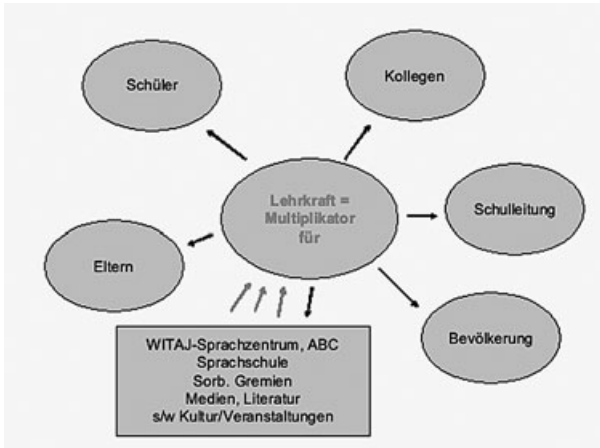 Schüler
Kollegen
Lehrkraft =
Multiplikator
für
Schulleitung
Eltern
Bevölkerung
WITAJ-Sprachzentrum, ABC
Sprachschule
Sorb. Gremien
Medien, Literatur
s/w Kultur/Veranstaltungen